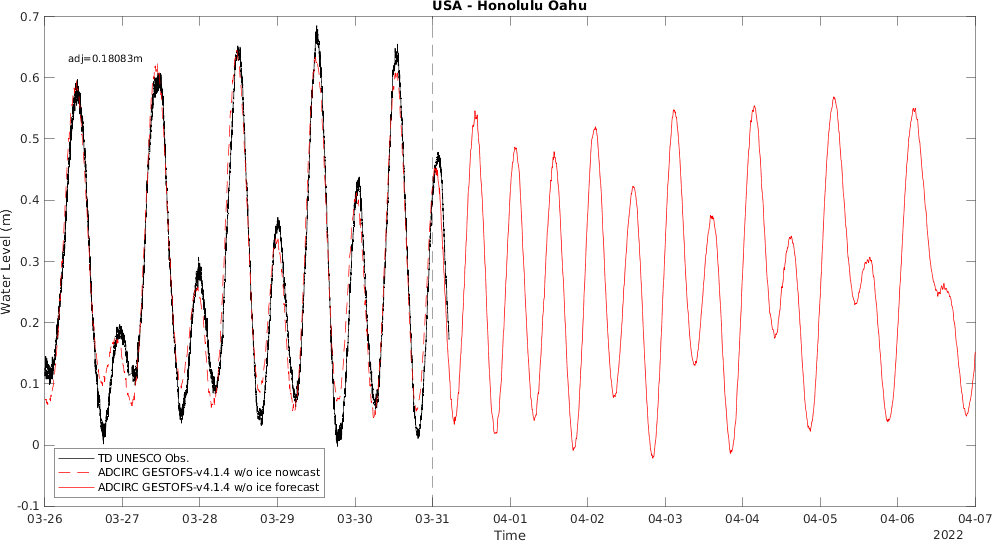 USA - Honolulu Oahu
adj=0.18083m
0.7
0.6
0.5
0.4
0.3
0.2
0.1
0
-0.1
Water Level (m)
TD UNESCO Obs.
ADCIRC GESTOFS-v4.1.4 w/o ice nowcast
ADCIRC GESTOFS-v4.1.4 w/o ice forecast
03-26 03-27 03-28 03-29 03-30 03-31 04-01 04-02 04-03 04-04 04-05 04-06 04-07
Time
2022